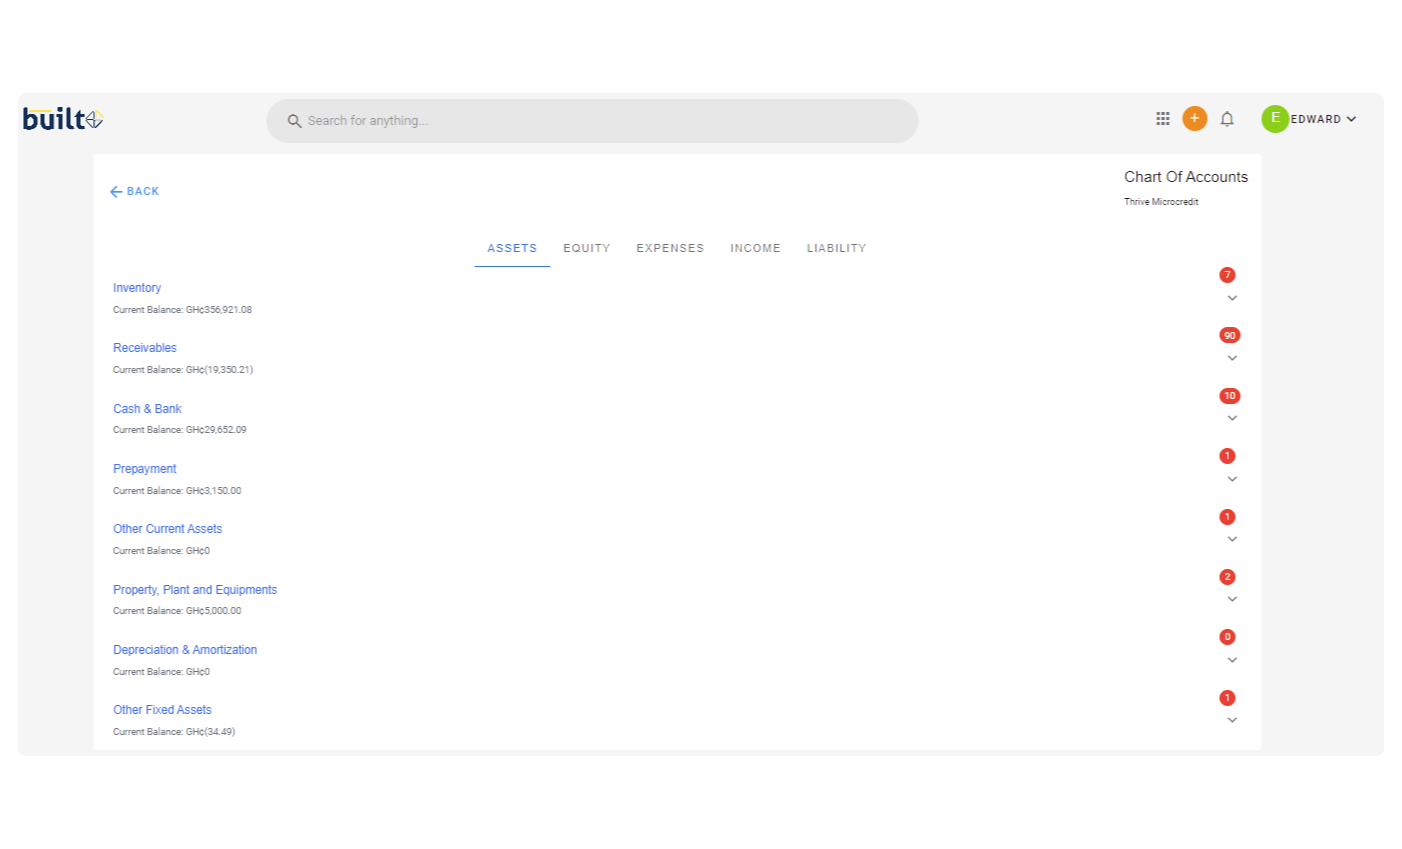 built
Search for anything...
+
E EDWARD
BACK
Chart Of Accounts
Thrive Microcredit
ASSETS EQUITY EXPENSES INCOME LIABILITY
Inventory 7
Current Balance: GH¢356,921.08
Receivables 90
Current Balance: GH¢(19,350.21)
Cash & Bank 10
Current Balance: GH¢29,652.09
Prepayment 1
Current Balance: GH¢3,150.00
Other Current Assets 1
Current Balance: GH¢0
Property, Plant and Equipments 2
Current Balance: GH¢5,000.00
Depreciation & Amortization 0
Current Balance: GH¢0
Other Fixed Assets 1
Current Balance: GH¢(34.49)